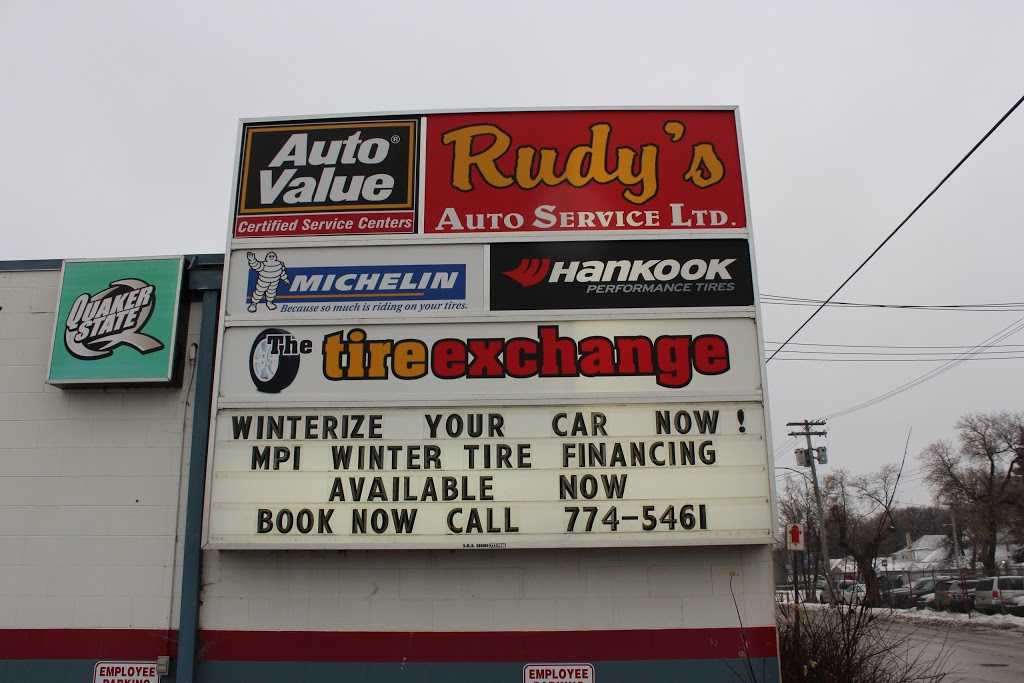 Auto
Value®
Certified Service Centers
Rudy's
AUTO SERVICE LTD.
MICHELIN
Because so much is riding on your tires.
HANKOOK
PERFORMANCE TIRES
QUAKER
STATE
The tireexchange
WINTERIZE YOUR CAR NOW!
MPI WINTER TIRE FINANCING
AVAILABLE NOW
BOOK NOW CALL 774-5461
EMPLOYEE
PARKING
EMPLOYEE
PARKING